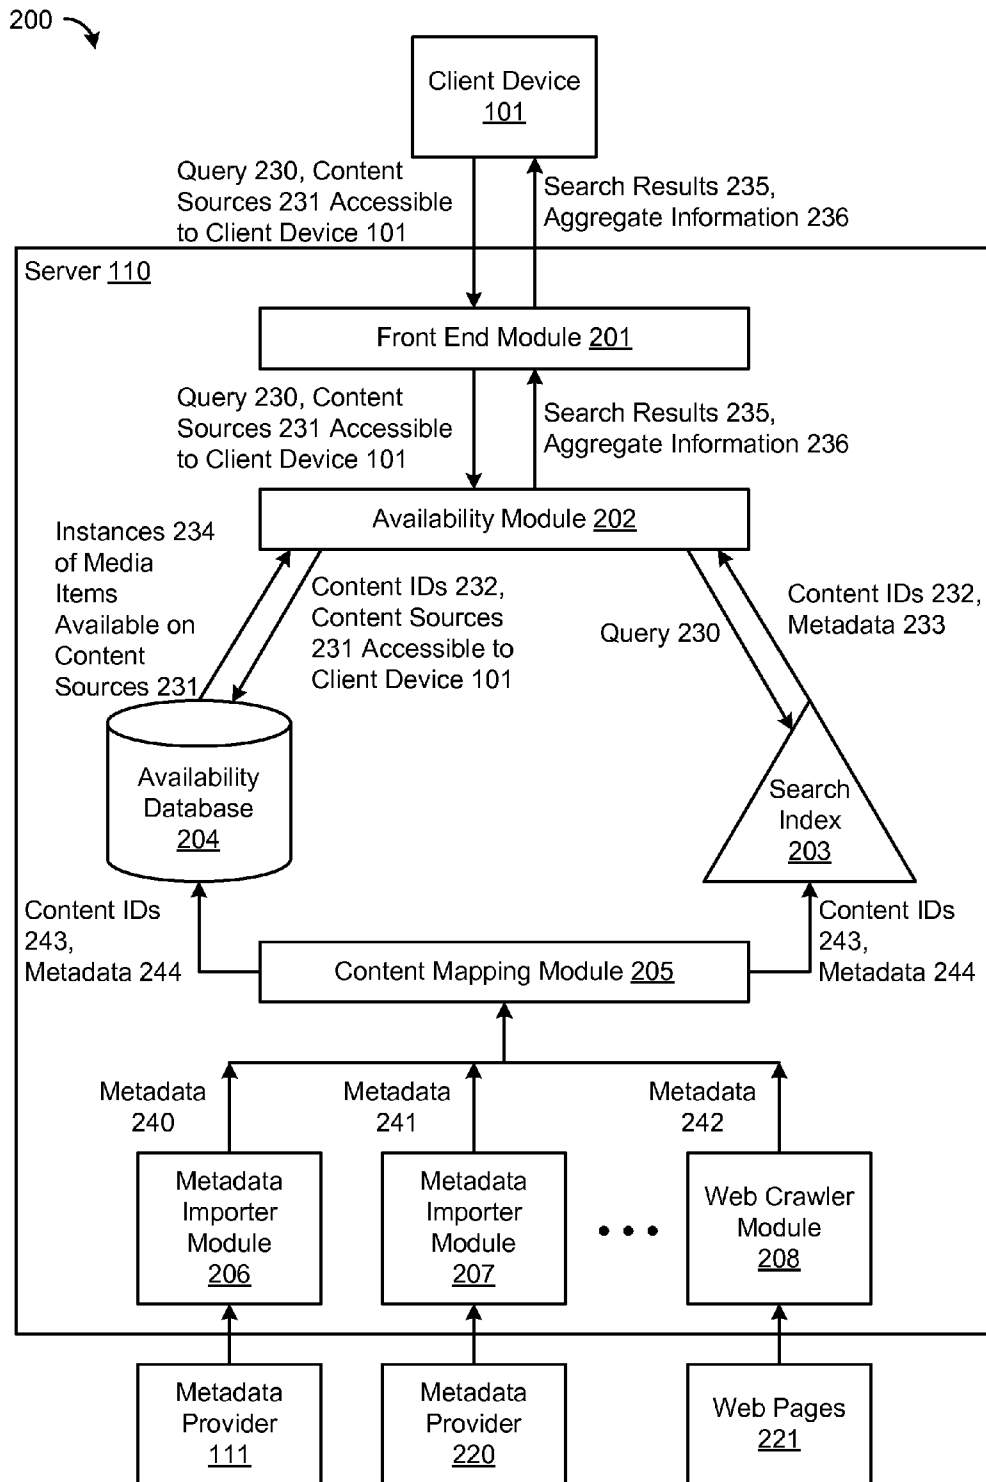 200
Client Device
101
Query 230, Content
Sources 231 Accessible
to Client Device 101
Search Results 235,
Aggregate Information 236
Server 110
Front End Module 201
Query 230, Content
Sources 231 Accessible
to Client Device 101
Search Results 235,
Aggregate Information 236
Availability Module 202
Instances 234
of Media
Items
Available on
Content
Sources 231
Content IDs 232,
Content Sources
231 Accessible to
Client Device 101
Query 230
Content IDs 232,
Metadata 233
Availability
Database
204
Search
Index
203
Content IDs
243,
Metadata 244
Content Mapping Module 205
Content IDs
243,
Metadata 244
Metadata
240
Metadata
241
Metadata
242
Metadata
Importer
Module
206
Metadata
Importer
Module
207
Web Crawler
Module
208
Metadata
Provider
111
Metadata
Provider
220
Web Pages
221